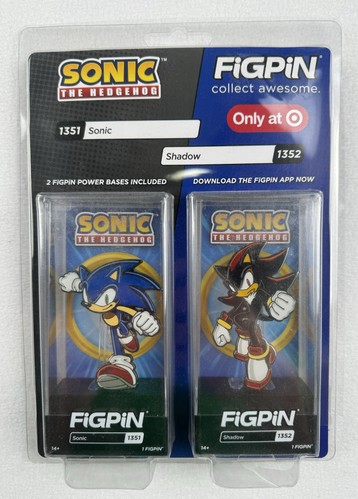 SONIC™
THE HEDGEHOG
FiGPiN®
collect awesome.
Only at
1351 Sonic
Shadow 1352
2 FIGPIN POWER BASES INCLUDED
DOWNLOAD THE FIGPIN APP NOW
SONIC
THE HEDGEHOG
FiGPiN®
Sonic 1351
14+ 1 FIGPIN®
SONIC
THE HEDGEHOG
FiGPiN®
Shadow 1352
14+ 1 FIGPIN®